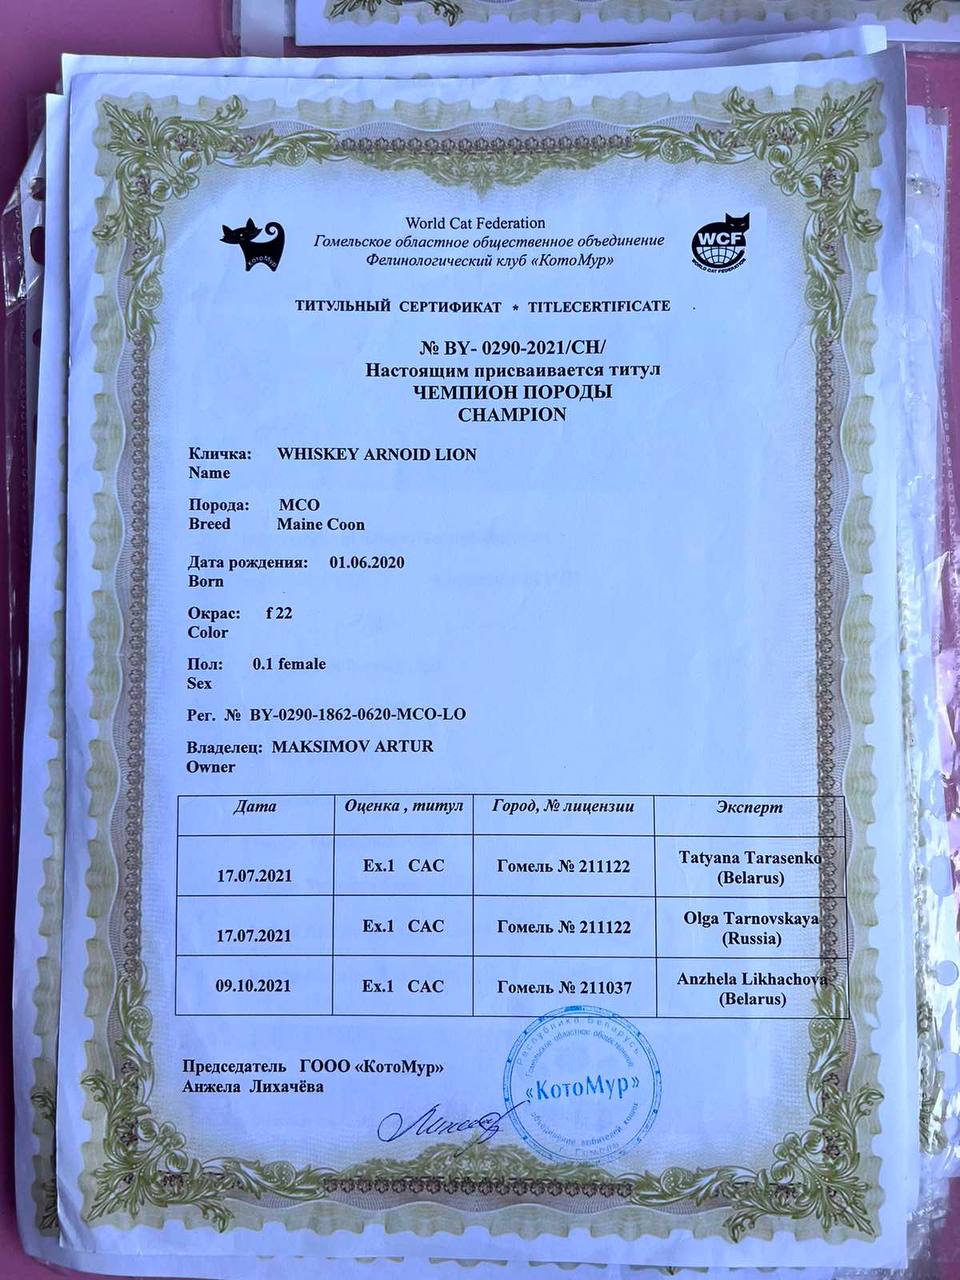 World Cat Federation
Гомельское областное общественное объединение
Фелинологический клуб «КотоМур»
КотоМур
WCF
WORLD CAT FEDERATION
ТИТУЛЬНЫЙ СЕРТИФИКАТ * TITLECERTIFICATE
№ BY- 0290-2021/CH/
Настоящим присваивается титул
ЧЕМПИОН ПОРОДЫ
CHAMPION
Кличка: WHISKEY ARNOID LION
Name
Порода: MCO
Breed Maine Coon
Дата рождения: 01.06.2020
Born
Окрас: f 22
Color
Пол: 0.1 female
Sex
Рег. № BY-0290-1862-0620-MCO-LO
Владелец: MAKSIMOV ARTUR
Owner
Дата Оценка , титул Город, № лицензии Эксперт
17.07.2021 Ex.1 CAC Гомель № 211122 Tatyana Tarasenko
(Belarus)
17.07.2021 Ex.1 CAC Гомель № 211122 Olga Tarnovskaya
(Russia)
09.10.2021 Ex.1 CAC Гомель № 211037 Anzhela Likhachova
(Belarus)
Председатель ГООО «КотоМур»
Анжела Лихачёва
Республика Беларусь
Гомельское областное общественное
«КотоМур»
объединение любителей кошек
г. Гомель